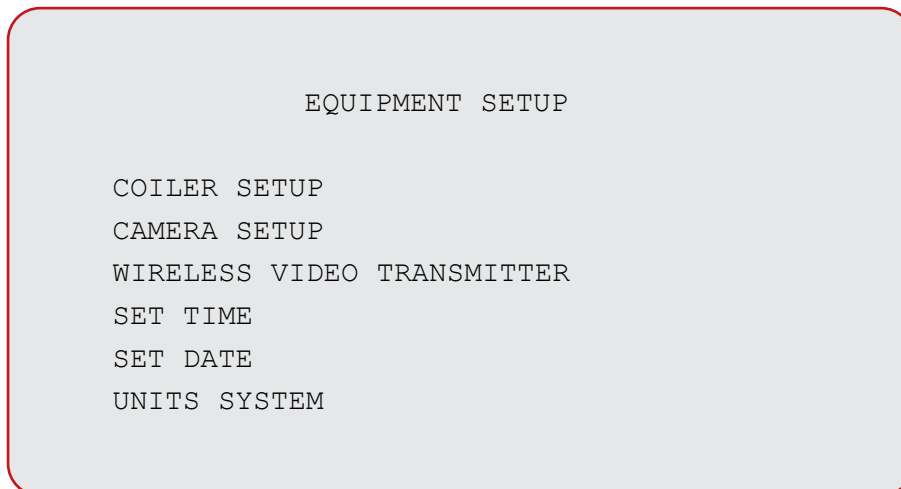 EQUIPMENT SETUP
COILER SETUP
CAMERA SETUP
WIRELESS VIDEO TRANSMITTER
SET TIME
SET DATE
UNITS SYSTEM